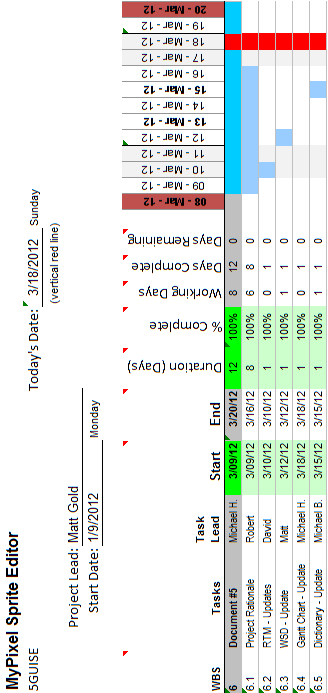 MyPixel Sprite Editor
5GUISE
Today's Date: 3/18/2012 Sunday
(vertical red line)
Project Lead: Matt Gold
Start Date: 1/9/2012 Monday
WBS Tasks Task Lead Start End Duration (Days) % Complete Working Days Days Complete Days Remaining 08 - Mar - 12 09 - Mar - 12 10 - Mar - 12 11 - Mar - 12 12 - Mar - 12 13 - Mar - 12 14 - Mar - 12 15 - Mar - 12 16 - Mar - 12 17 - Mar - 12 18 - Mar - 12 19 - Mar - 12 20 - Mar - 12
6 Document #5 Michael H. 3/09/12 3/20/12 12 100% 8 12 0
6.1 Project Rationale Robert 3/09/12 3/16/12 8 100% 6 8 0
6.2 RTM - Updates David 3/10/12 3/10/12 1 100% 0 1 0
6.3 WSD - Update Matt 3/12/12 3/12/12 1 100% 1 1 0
6.4 Gantt Chart - Update Michael H. 3/18/12 3/18/12 1 100% 0 1 0
6.5 Dictionary - Update Michael B. 3/15/12 3/15/12 1 100% 1 1 0